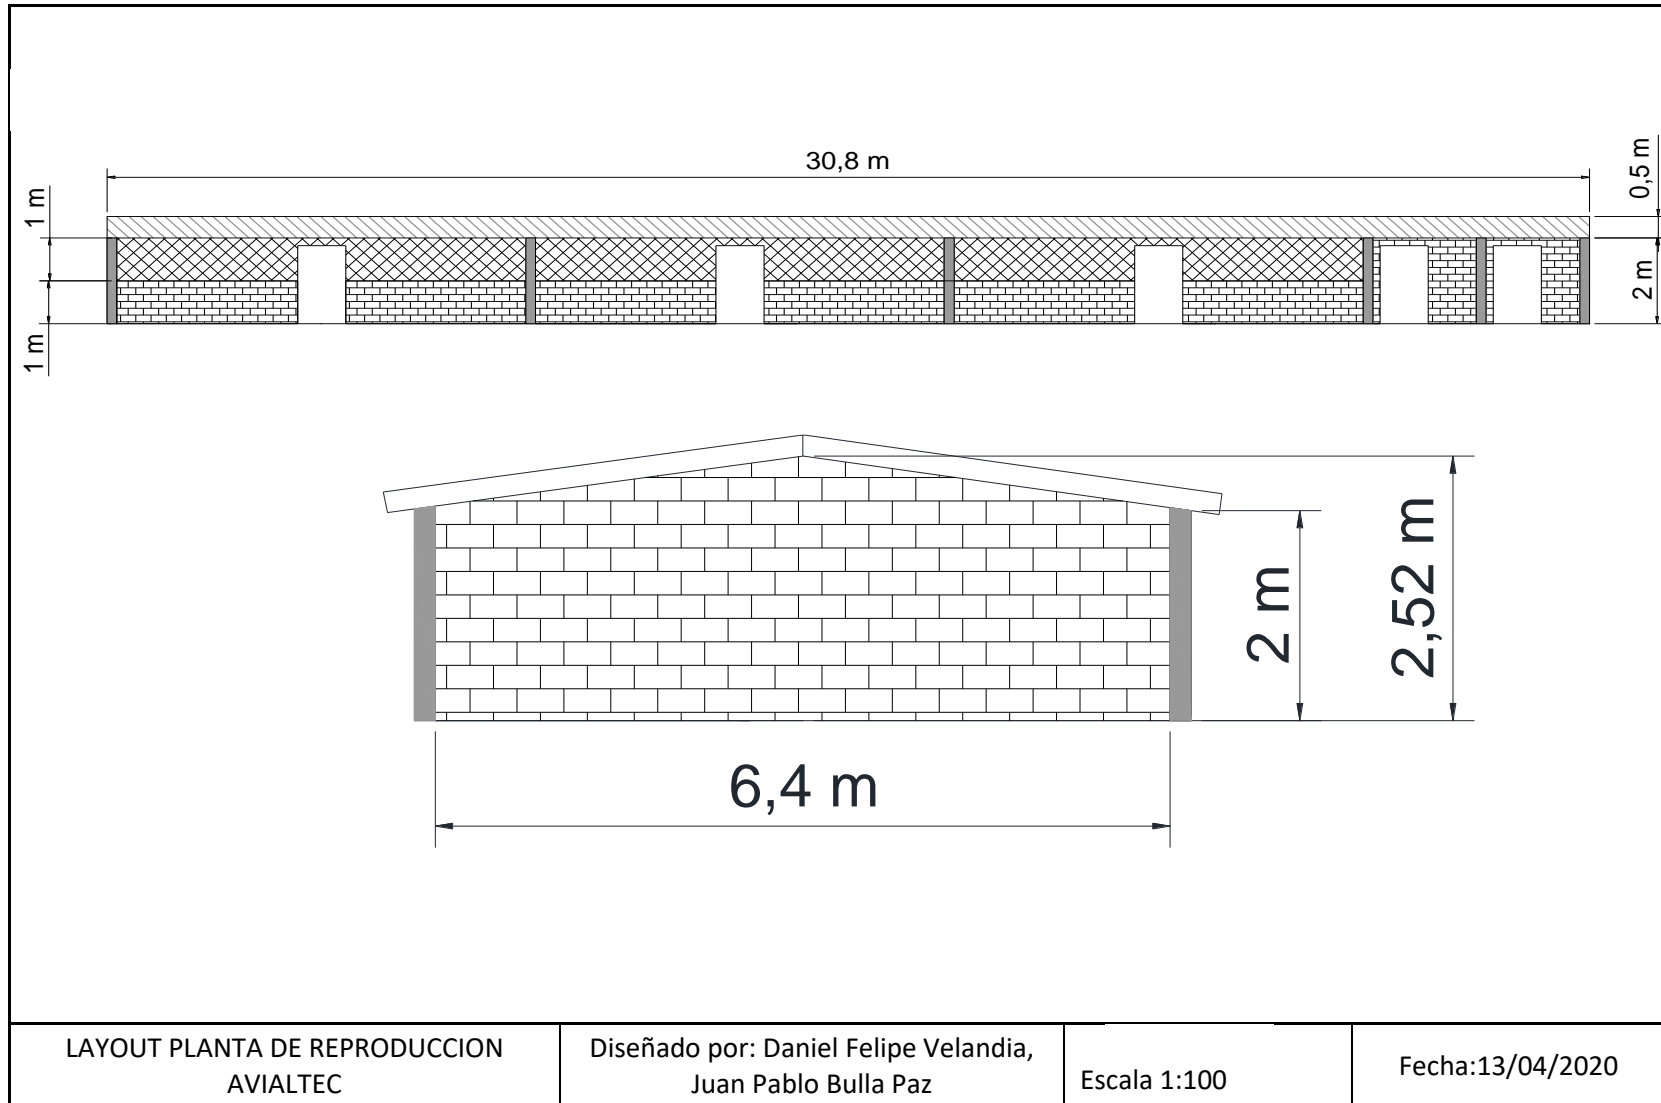 30,8 m
0,5 m
1 m
2 m
1 m
2 m
2,52 m
6,4 m
LAYOUT PLANTA DE REPRODUCCION
AVIALTEC
Diseñado por: Daniel Felipe Velandia,
Juan Pablo Bulla Paz
Escala 1:100
Fecha:13/04/2020